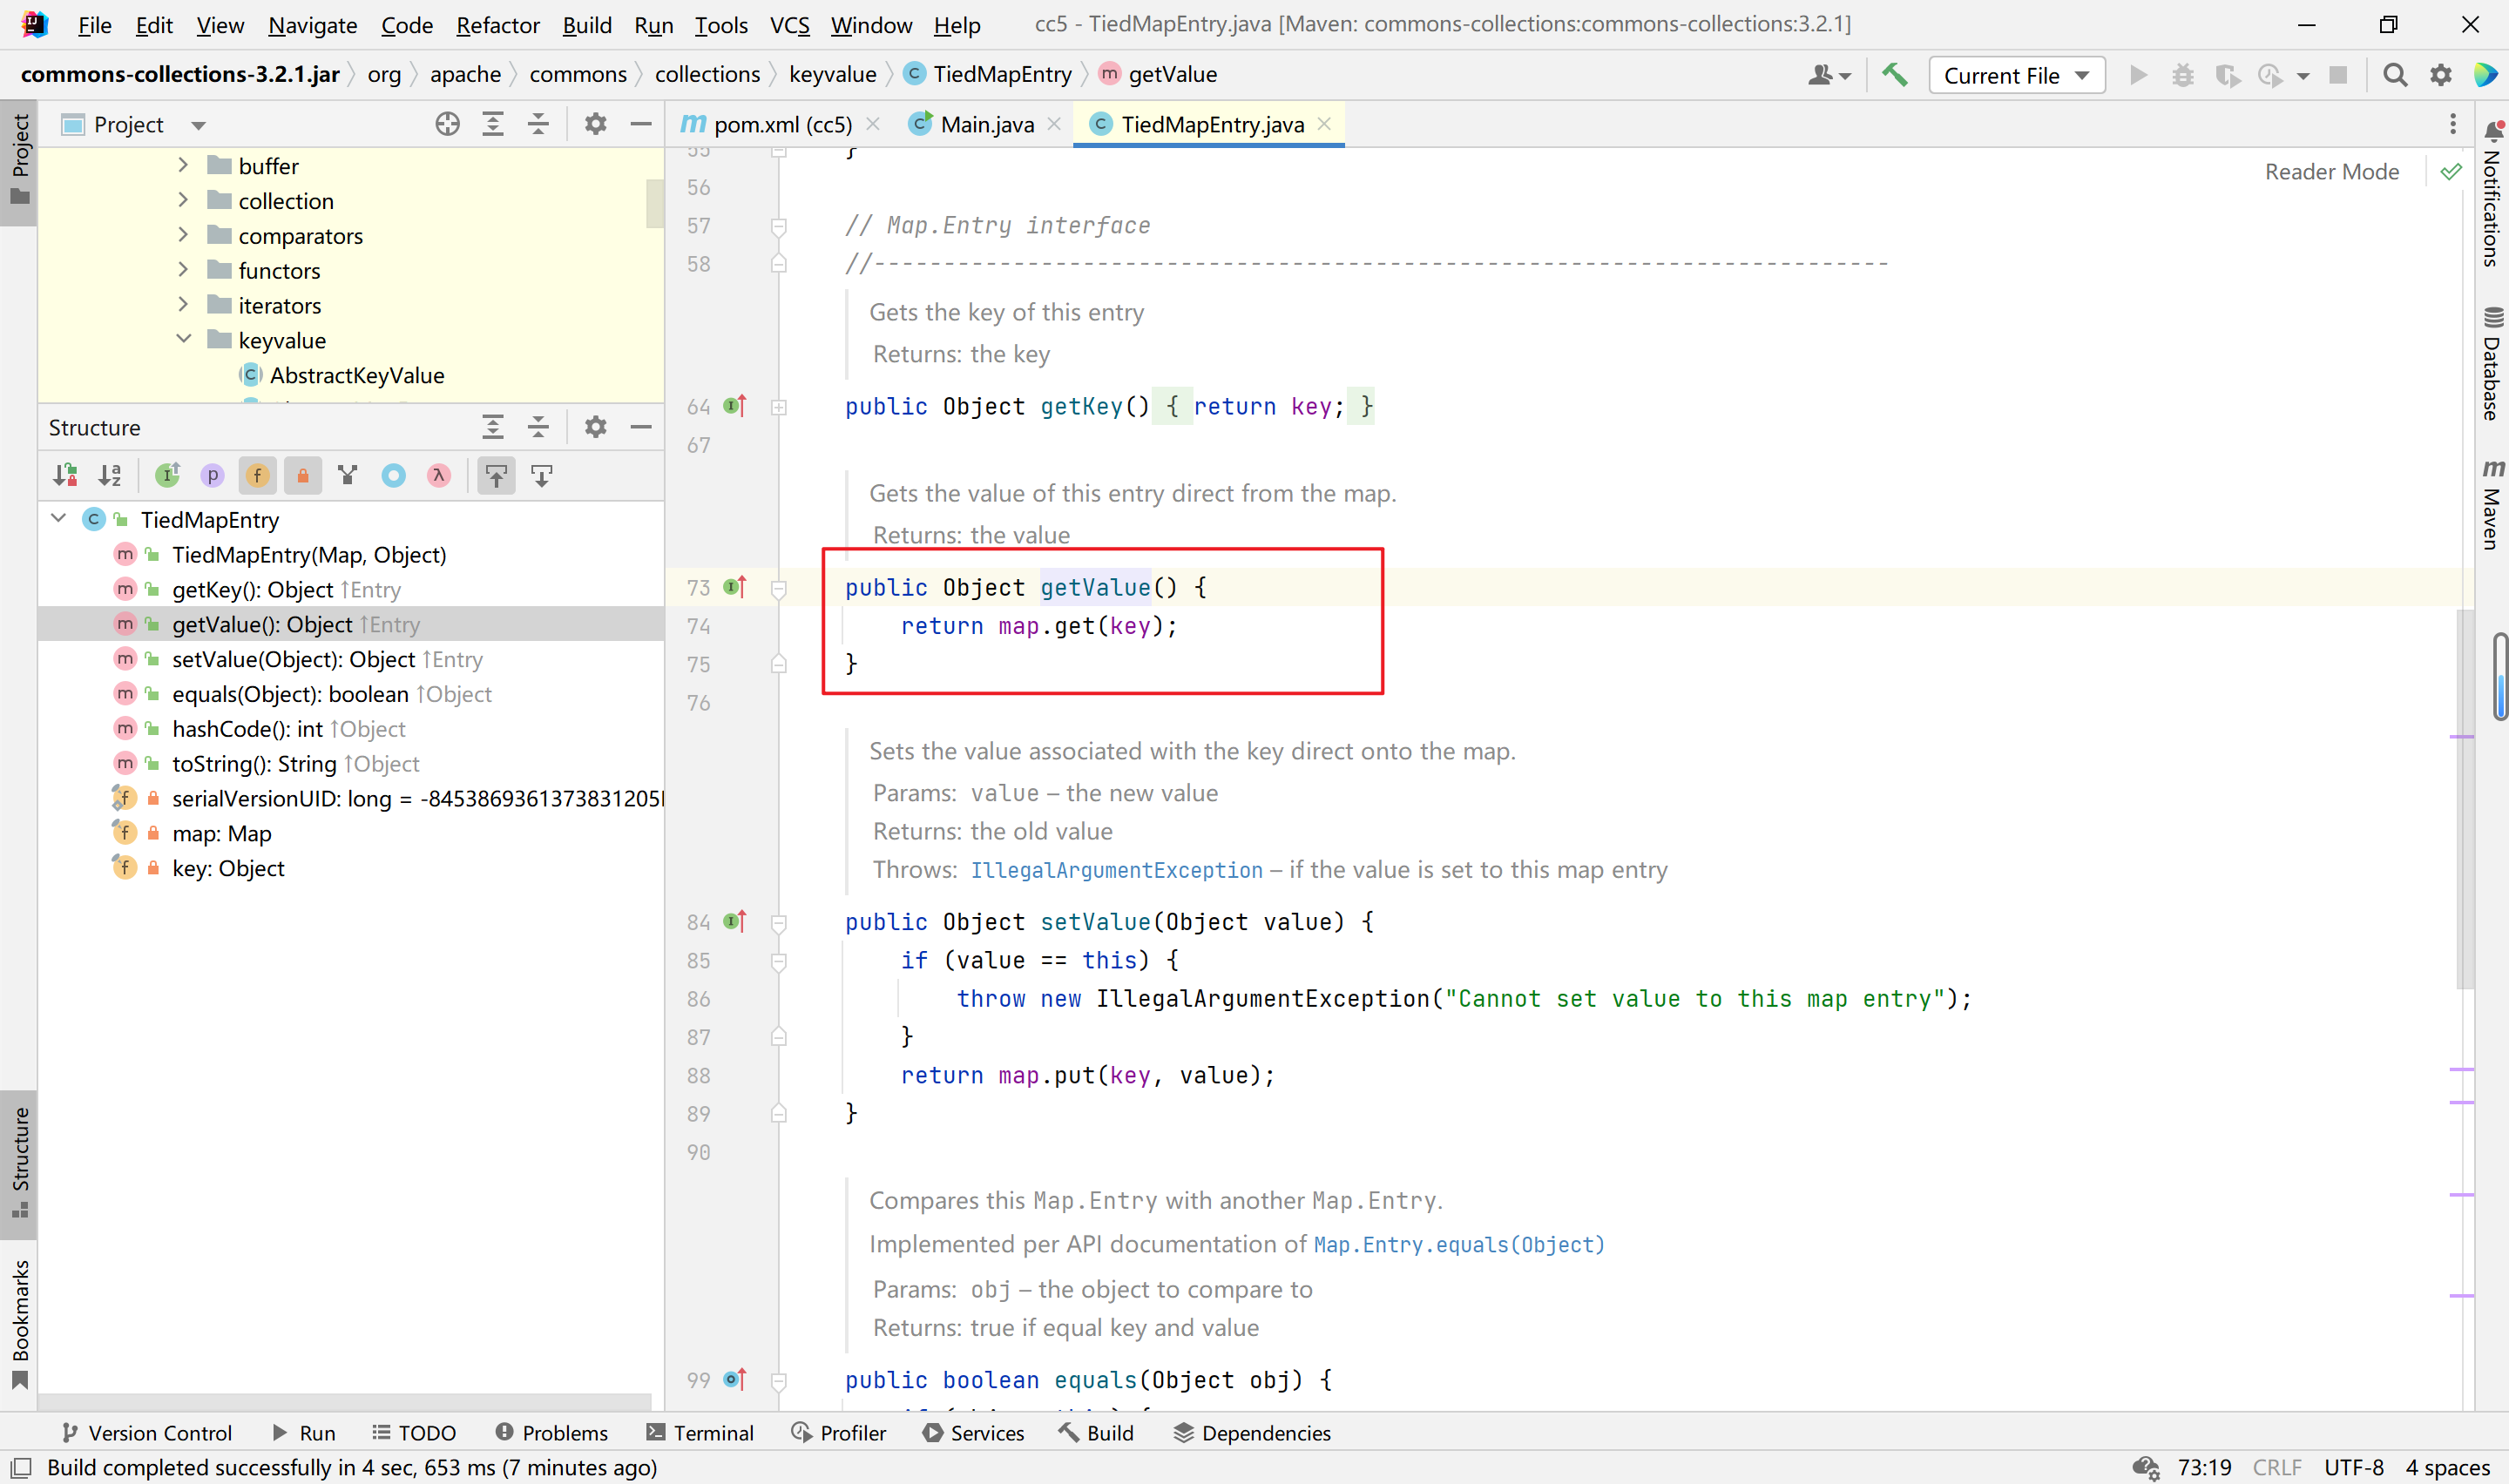 File Edit View Navigate Code Refactor Build Run Tools VCS Window Help cc5 - TiedMapEntry.java [Maven: commons-collections:commons-collections:3.2.1]
commons-collections-3.2.1.jar org apache commons collections keyvalue TiedMapEntry getValue Current File
Project
buffer
collection
comparators
functors
iterators
keyvalue
AbstractKeyValue
Structure
TiedMapEntry
TiedMapEntry(Map, Object)
getKey(): Object ↑Entry
getValue(): Object ↑Entry
setValue(Object): Object ↑Entry
equals(Object): boolean ↑Object
hashCode(): int ↑Object
toString(): String ↑Object
serialVersionUID: long = -8453869361373831205
map: Map
key: Object
pom.xml (cc5) Main.java TiedMapEntry.java
Reader Mode
55 }
56
57 // Map.Entry interface
58 //-------------------------------------------------------------------------
Gets the key of this entry
Returns: the key
64 public Object getKey() { return key; }
67
Gets the value of this entry direct from the map.
Returns: the value
73 public Object getValue() {
74 return map.get(key);
75 }
76
Sets the value associated with the key direct onto the map.
Params: value – the new value
Returns: the old value
Throws: IllegalArgumentException – if the value is set to this map entry
84 public Object setValue(Object value) {
85 if (value == this) {
86 throw new IllegalArgumentException("Cannot set value to this map entry");
87 }
88 return map.put(key, value);
89 }
90
Compares this Map.Entry with another Map.Entry.
Implemented per API documentation of Map.Entry.equals(Object)
Params: obj – the object to compare to
Returns: true if equal key and value
99 public boolean equals(Object obj) {
Project
Structure
Bookmarks
Notifications
Database
Maven
Version Control Run TODO Problems Terminal Profiler Services Build Dependencies
Build completed successfully in 4 sec, 653 ms (7 minutes ago) 73:19 CRLF UTF-8 4 spaces